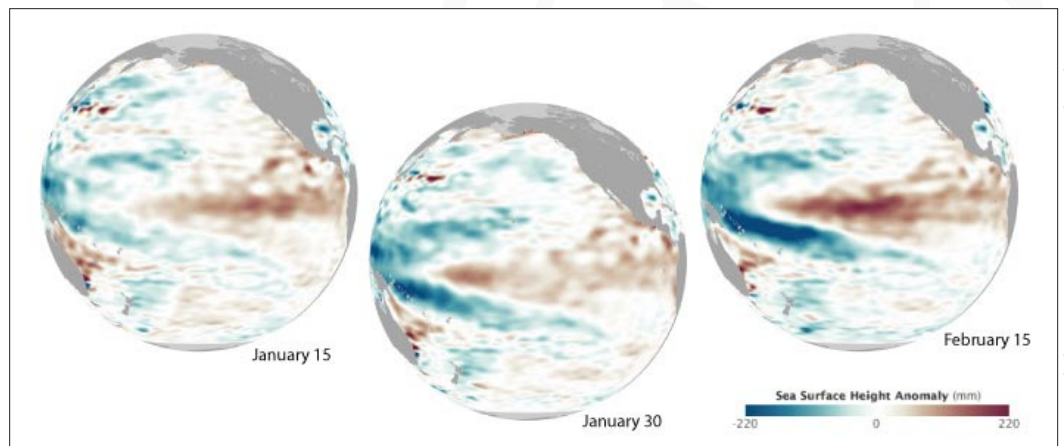 January 15
January 30
February 15
Sea Surface Height Anomaly (mm)
-220 0 220